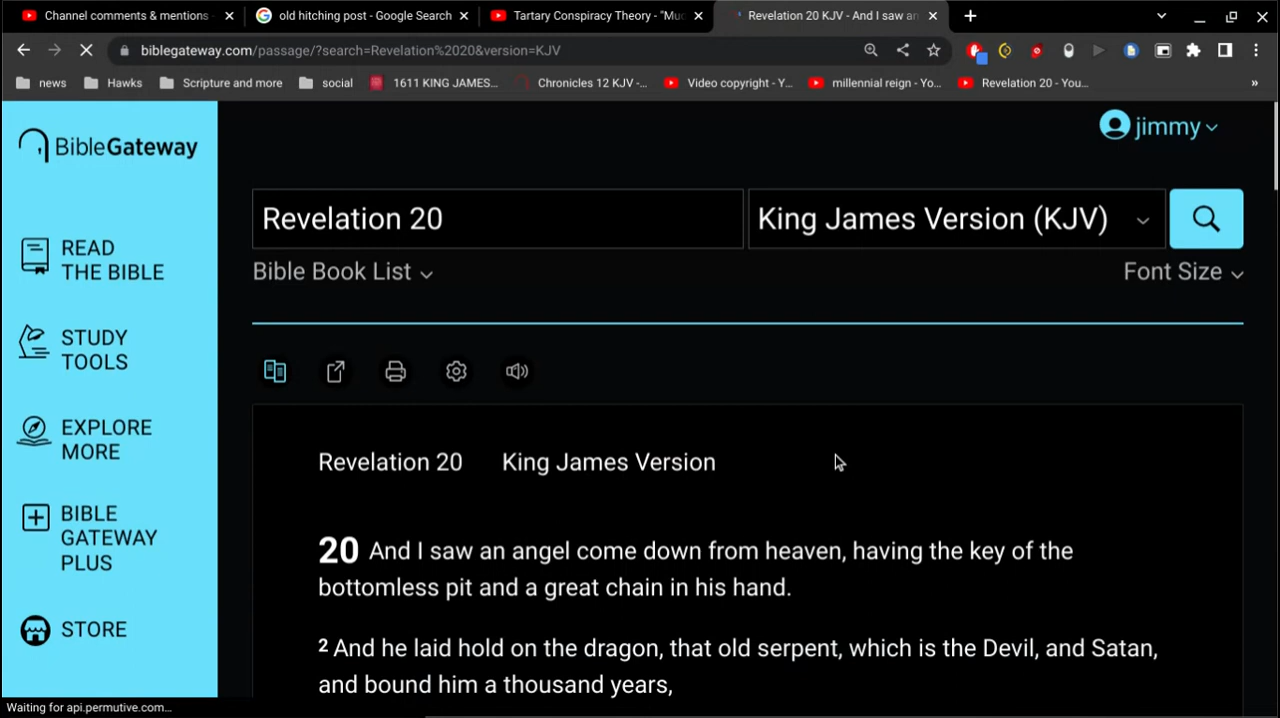 Channel comments & mentions
old hitching post - Google Search
Tartary Conspiracy Theory - "Muc
Revelation 20 KJV - And I saw an
biblegateway.com/passage/?search=Revelation%2020&version=KJV
news
Hawks
Scripture and more
social
1611 KING JAMES...
Chronicles 12 KJV -...
Video copyright - Y...
millennial reign - Yo...
Revelation 20 - You...
»
BibleGateway
jimmy
Revelation 20
King James Version (KJV)
Bible Book List
Font Size
READ
THE BIBLE
STUDY
TOOLS
EXPLORE
MORE
BIBLE
GATEWAY
PLUS
STORE
Revelation 20 King James Version
20 And I saw an angel come down from heaven, having the key of the
bottomless pit and a great chain in his hand.
2 And he laid hold on the dragon, that old serpent, which is the Devil, and Satan,
and bound him a thousand years,
Waiting for api.permutive.com...